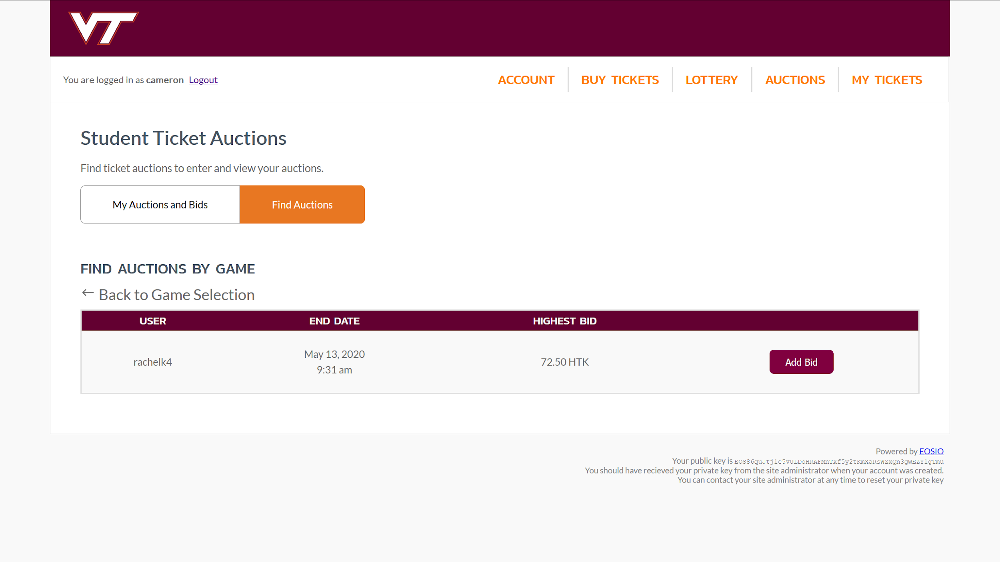 VT
You are logged in as cameron Logout
ACCOUNT
BUY TICKETS
LOTTERY
AUCTIONS
MY TICKETS
Student Ticket Auctions
Find ticket auctions to enter and view your auctions.
My Auctions and Bids
Find Auctions
FIND AUCTIONS BY GAME
← Back to Game Selection
USER END DATE HIGHEST BID
rachelk4
May 13, 2020
9:31 am
72.50 HTK
Add Bid
Powered by EOSIO
Your public key is EOS86quJtj1e5vULDoHRAFMnTXf5y2tKmXaRsWZxQn3gWEZY1gTmu
You should have recieved your private key from the site administrator when your account was created.
You can contact your site administrator at any time to reset your private key